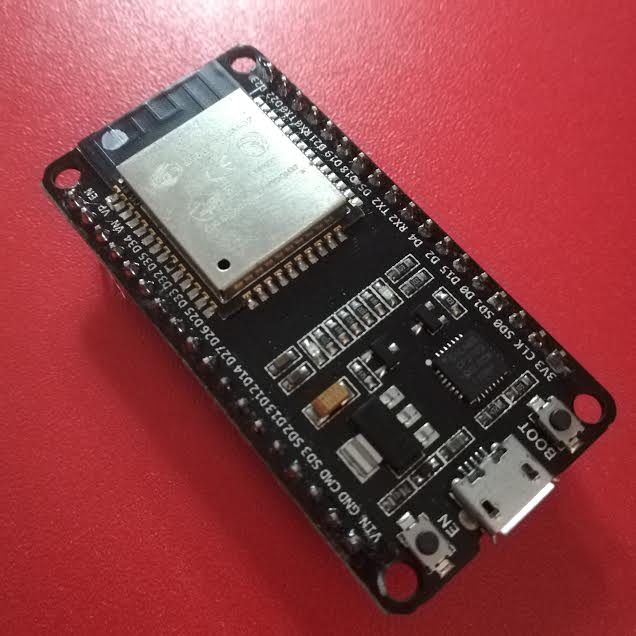 D23
D22
TX0
RX0
D21
D19
D18
D5
TX2
RX2
D4
D2
D15
D0
SD1
SD0
CLK
3V3
EN
VP
VN
D34
D35
D32
D33
D25
D26
D27
D14
D12
D13
SD2
SD3
CMD
GND
VIN
BOOT
EN